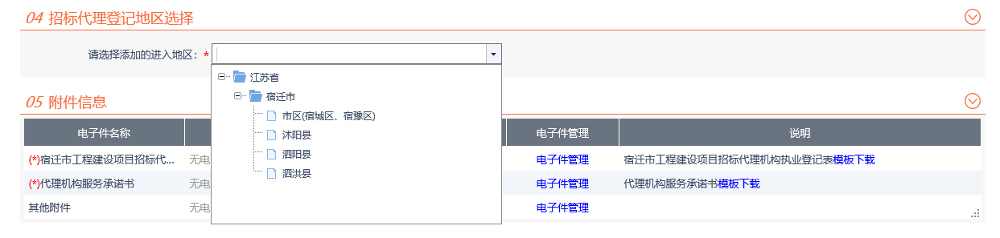 04 招标代理登记地区选择
请选择添加的进入地区： *
江苏省
宿迁市
市区(宿城区、宿豫区)
沭阳县
泗阳县
泗洪县
05 附件信息
电子件名称 电子件管理 说明
(*)宿迁市工程建设项目招标代... 无电 电子件管理 宿迁市工程建设项目招标代理机构执业登记表模板下载
(*)代理机构服务承诺书 无电 电子件管理 代理机构服务承诺书模板下载
其他附件 无电 电子件管理